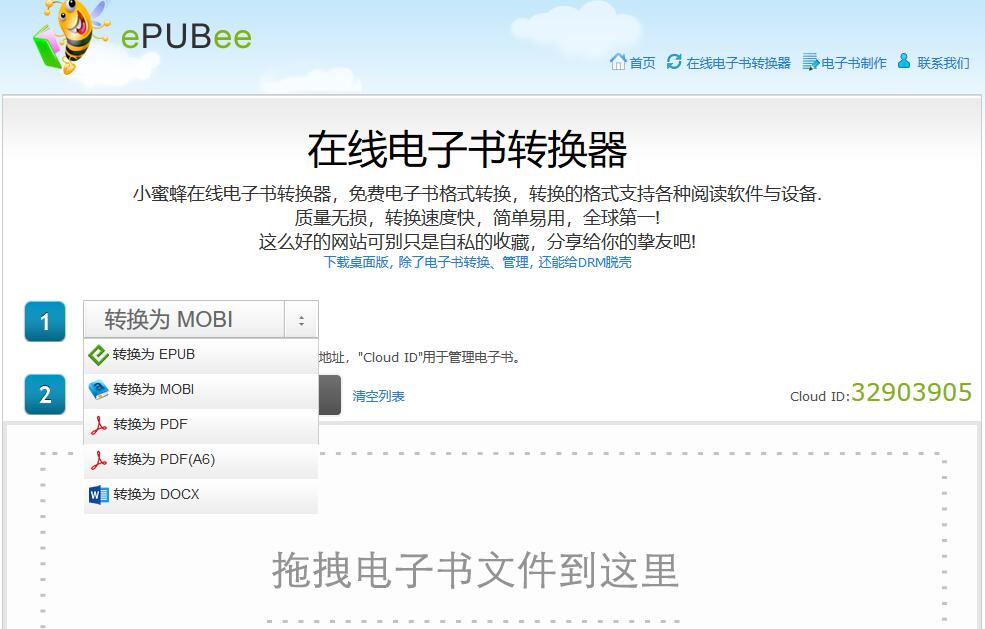 ePUBee
首页 在线电子书转换器 电子书制作 联系我们
在线电子书转换器
小蜜蜂在线电子书转换器，免费电子书格式转换，转换的格式支持各种阅读软件与设备.
质量无损，转换速度快，简单易用，全球第一!
这么好的网站可别只是自私的收藏，分享给你的挚友吧!
下载桌面版, 除了电子书转换、管理, 还能给DRM脱壳
1 转换为 MOBI
转换为 EPUB
地址，"Cloud ID"用于管理电子书。
转换为 MOBI
2 清空列表 Cloud ID:32903905
转换为 PDF
转换为 PDF(A6)
转换为 DOCX
拖拽电子书文件到这里